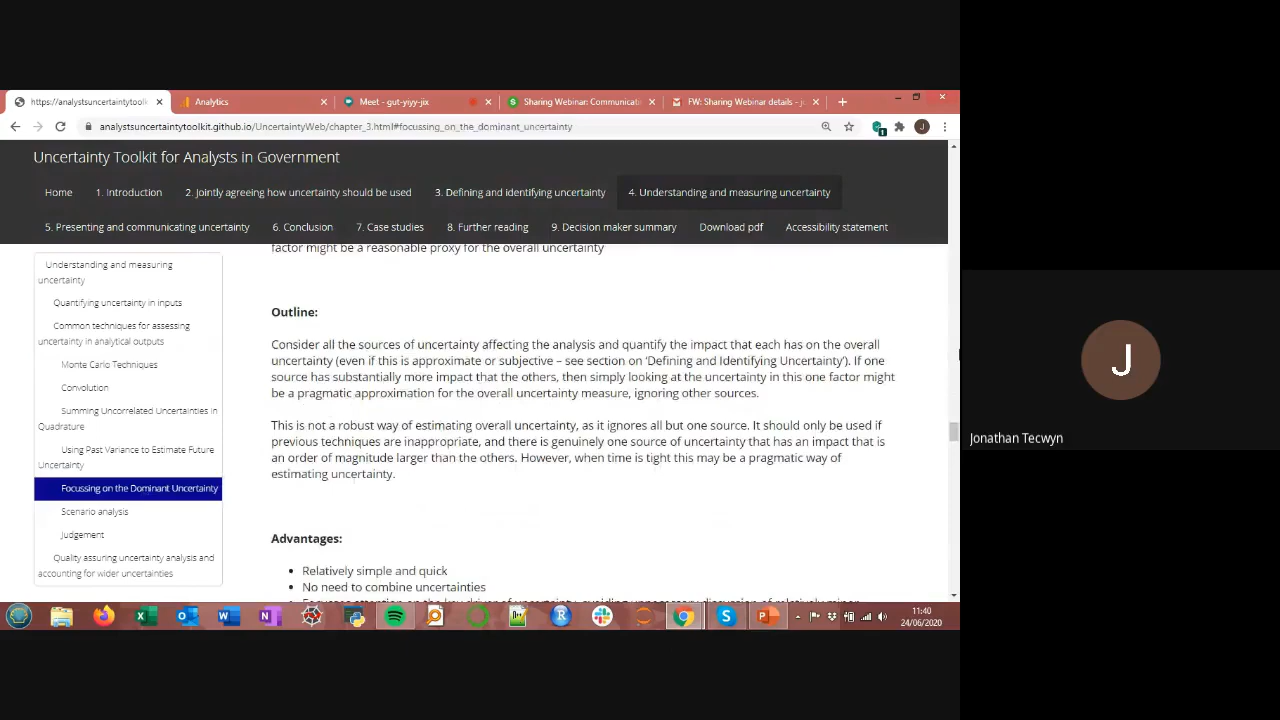 https://analystsuncertaintytoolk
Analytics
Meet - gut-yiyy-jix
Sharing Webinar: Communicati
FW: Sharing Webinar details - j
analystsuncertaintytoolkit.github.io/UncertaintyWeb/chapter_3.html#focussing_on_the_dominant_uncertainty
Uncertainty Toolkit for Analysts in Government
Home 1. Introduction 2. Jointly agreeing how uncertainty should be used 3. Defining and identifying uncertainty 4. Understanding and measuring uncertainty
5. Presenting and communicating uncertainty 6. Conclusion 7. Case studies 8. Further reading 9. Decision maker summary Download pdf Accessibility statement
Understanding and measuring
uncertainty
Quantifying uncertainty in inputs
Common techniques for assessing
uncertainty in analytical outputs
Monte Carlo Techniques
Convolution
Summing Uncorrelated Uncertainties in
Quadrature
Using Past Variance to Estimate Future
Uncertainty
Focussing on the Dominant Uncertainty
Scenario analysis
Judgement
Quality assuring uncertainty analysis and
accounting for wider uncertainties
factor might be a reasonable proxy for the overall uncertainty
Outline:
Consider all the sources of uncertainty affecting the analysis and quantify the impact that each has on the overall
uncertainty (even if this is approximate or subjective – see section on ‘Defining and Identifying Uncertainty’). If one
source has substantially more impact that the others, then simply looking at the uncertainty in this one factor might
be a pragmatic approximation for the overall uncertainty measure, ignoring other sources.
This is not a robust way of estimating overall uncertainty, as it ignores all but one source. It should only be used if
previous techniques are inappropriate, and there is genuinely one source of uncertainty that has an impact that is
an order of magnitude larger than the others. However, when time is tight this may be a pragmatic way of
estimating uncertainty.
Advantages:
Relatively simple and quick
No need to combine uncertainties
11:40
24/06/2020
J
Jonathan Tecwyn